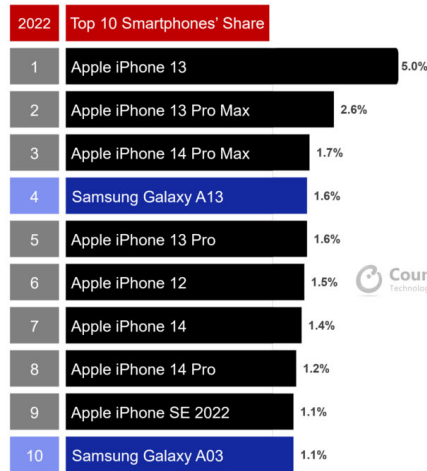 2022 Top 10 Smartphones' Share
1 Apple iPhone 13 5.0%
2 Apple iPhone 13 Pro Max 2.6%
3 Apple iPhone 14 Pro Max 1.7%
4 Samsung Galaxy A13 1.6%
5 Apple iPhone 13 Pro 1.6%
6 Apple iPhone 12 1.5%
Coun
Technolog
7 Apple iPhone 14 1.4%
8 Apple iPhone 14 Pro 1.2%
9 Apple iPhone SE 2022 1.1%
10 Samsung Galaxy A03 1.1%